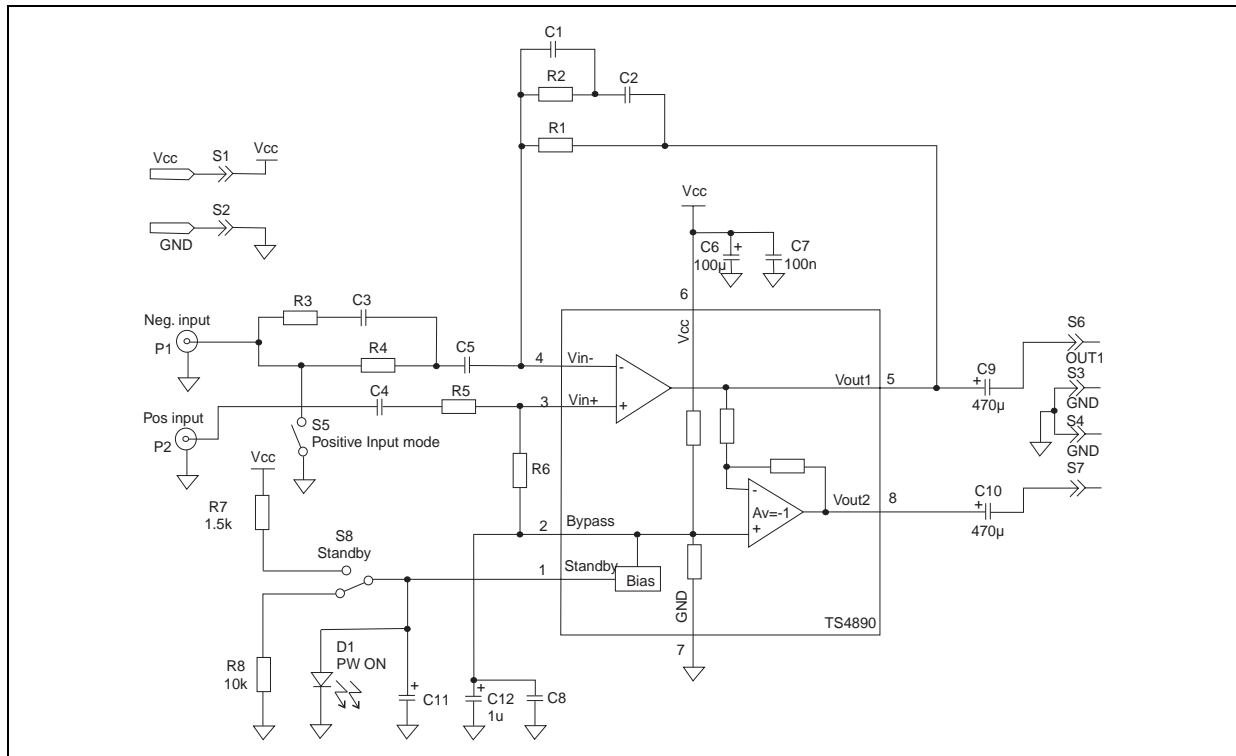 C1
R2
C2
R1
Vcc
S1
Vcc
S2
GND
Vcc
C6
+
100µ
C7
100n
6
Neg. input
P1
R3
C3
R4
C5
4
Vin-
Vcc
-
+
Vout1
5
S6
OUT1
S3
GND
S4
GND
S7
C9
+
470µ
Pos input
P2
C4
R5
3
Vin+
S5
Positive Input mode
R6
Vcc
R7
1.5k
S8
Standby
2
Bypass
-
+
Av=-1
Vout2
8
C10
+
470µ
1
Standby
Bias
GND
TS4890
7
R8
10k
D1
PW ON
+
C11
+
C12
1u
C8